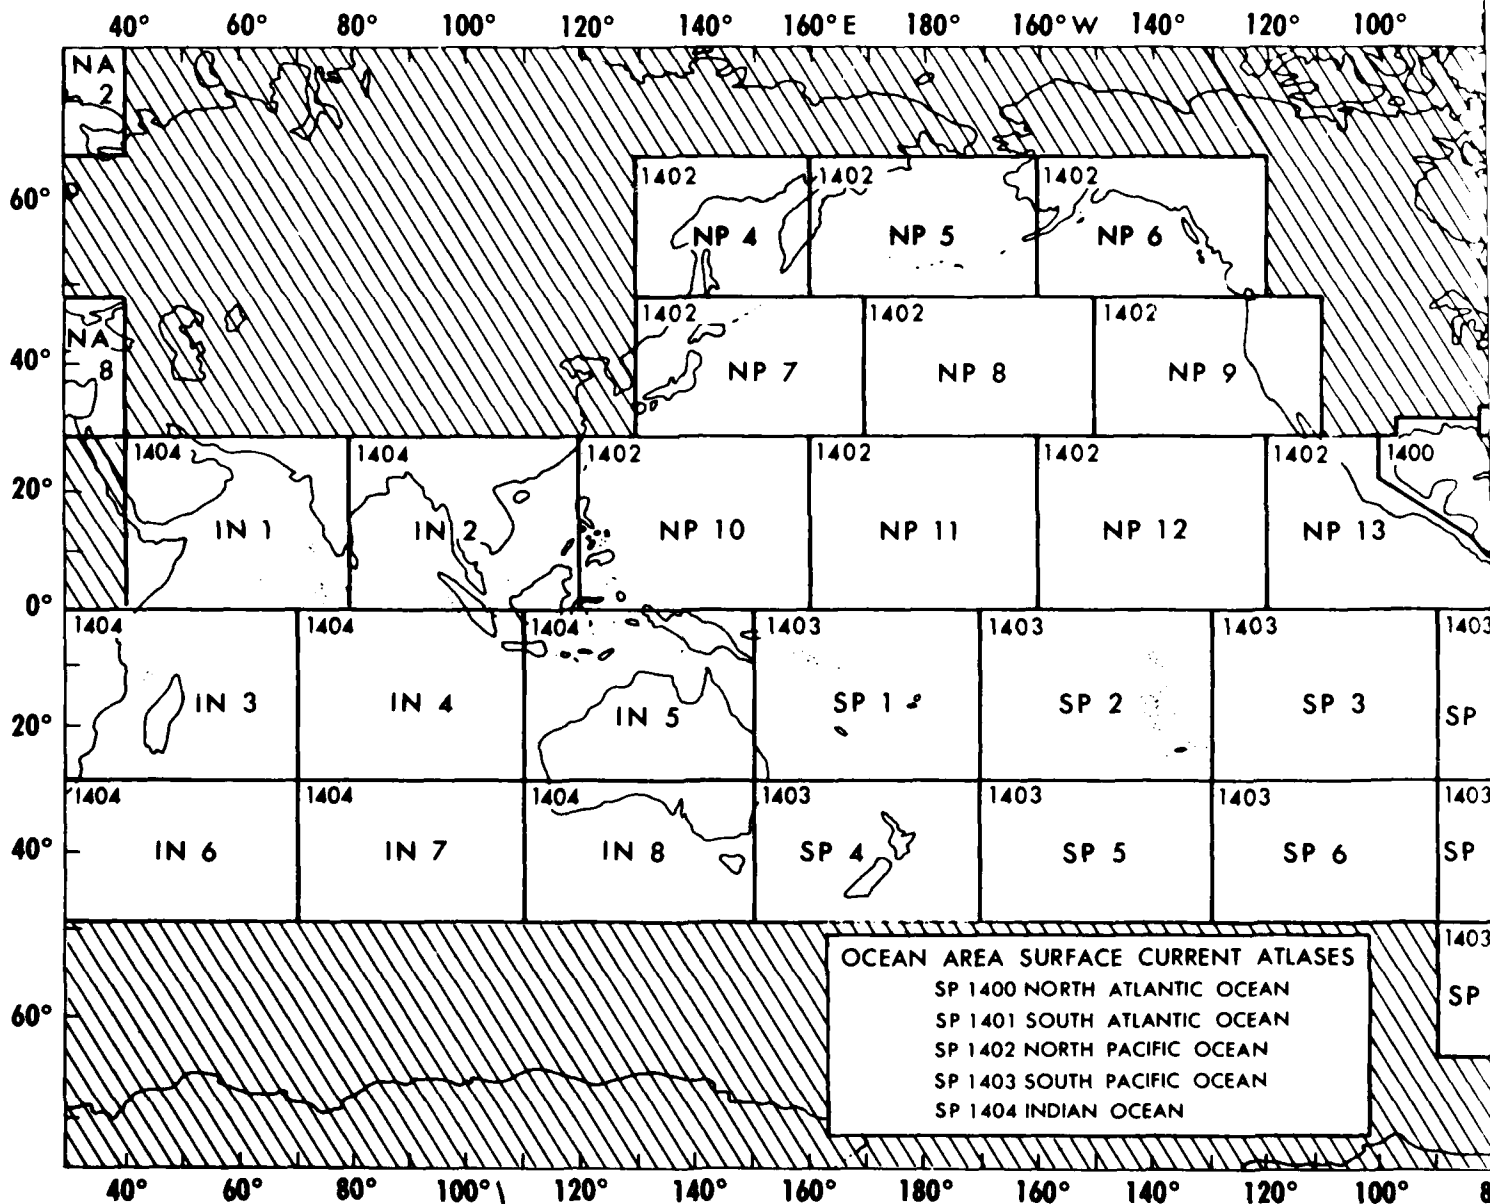 40° 60° 80° 100° 120° 140° 160° E 180° 160° W 140° 120° 100°
NA
2
60°
1402 1402 1402
NP 4 NP 5 NP 6
1402 1402 1402
NA
8
40°
NP 7 NP 8 NP 9
1404 1404 1402 1402 1402 1402 1400
20°
IN 1 IN 2 NP 10 NP 11 NP 12 NP 13
0°
1404 1404 1404 1403 1403 1403 1403
IN 3 IN 4 IN 5 SP 1 SP 2 SP 3 SP
20°
1404 1404 1404 1403 1403 1403 1403
40°
IN 6 IN 7 IN 8 SP 4 SP 5 SP 6 SP
1403
SP
60°
OCEAN AREA SURFACE CURRENT ATLASES
SP 1400 NORTH ATLANTIC OCEAN
SP 1401 SOUTH ATLANTIC OCEAN
SP 1402 NORTH PACIFIC OCEAN
SP 1403 SOUTH PACIFIC OCEAN
SP 1404 INDIAN OCEAN
40° 60° 80° 100° 120° 140° 160° 180° 160° 140° 120° 100° 8